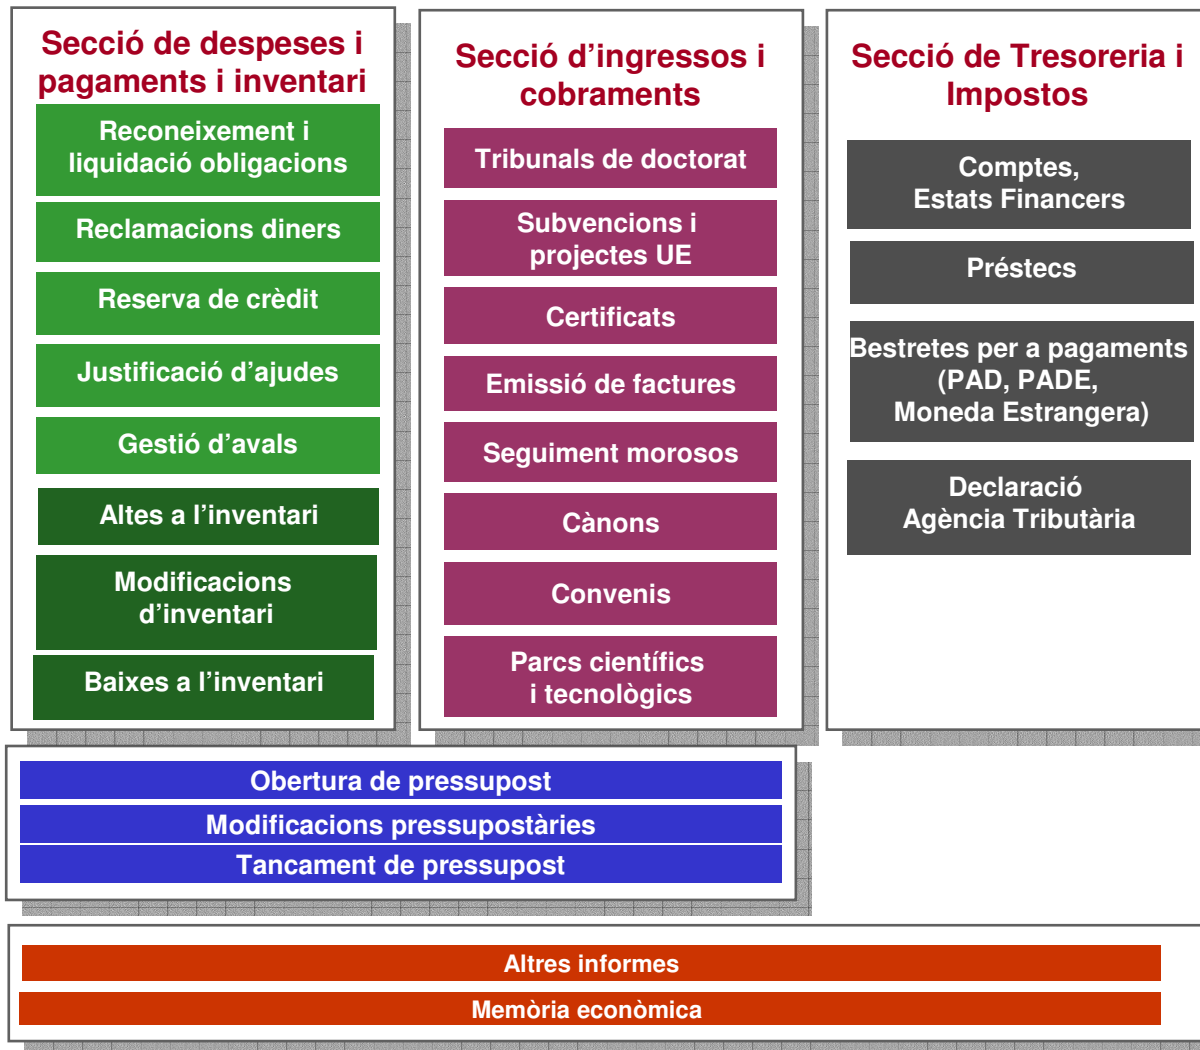 Secció de despeses i
pagaments i inventari
Reconeixement i
liquidació obligacions
Reclamacions diners
Reserva de crèdit
Justificació d’ajudes
Gestió d’avals
Altes a l’inventari
Modificacions
d’inventari
Baixes a l’inventari
Secció d’ingressos i
cobraments
Tribunals de doctorat
Subvencions i
projectes UE
Certificats
Emissió de factures
Seguiment morosos
Cànons
Convenis
Parcs científics
i tecnològics
Secció de Tresoreria i
Impostos
Comptes,
Estats Financers
Préstecs
Bestretes per a pagaments
(PAD, PADE,
Moneda Estrangera)
Declaració
Agència Tributària
Obertura de pressupost
Modificacions pressupostàries
Tancament de pressupost
Altres informes
Memòria econòmica